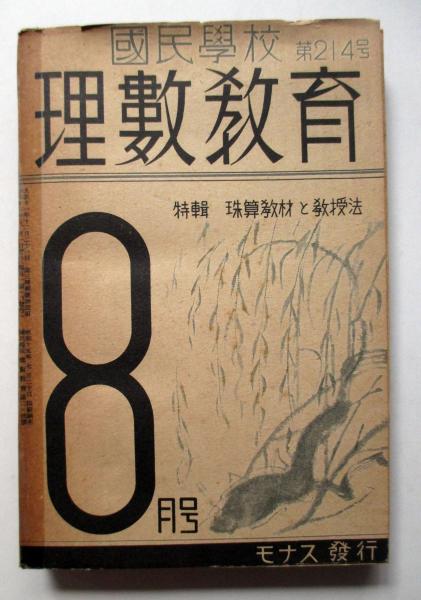 國民學校 第214号
理數教育
特輯 珠算教材と教授法
8
月号
モナス 發行